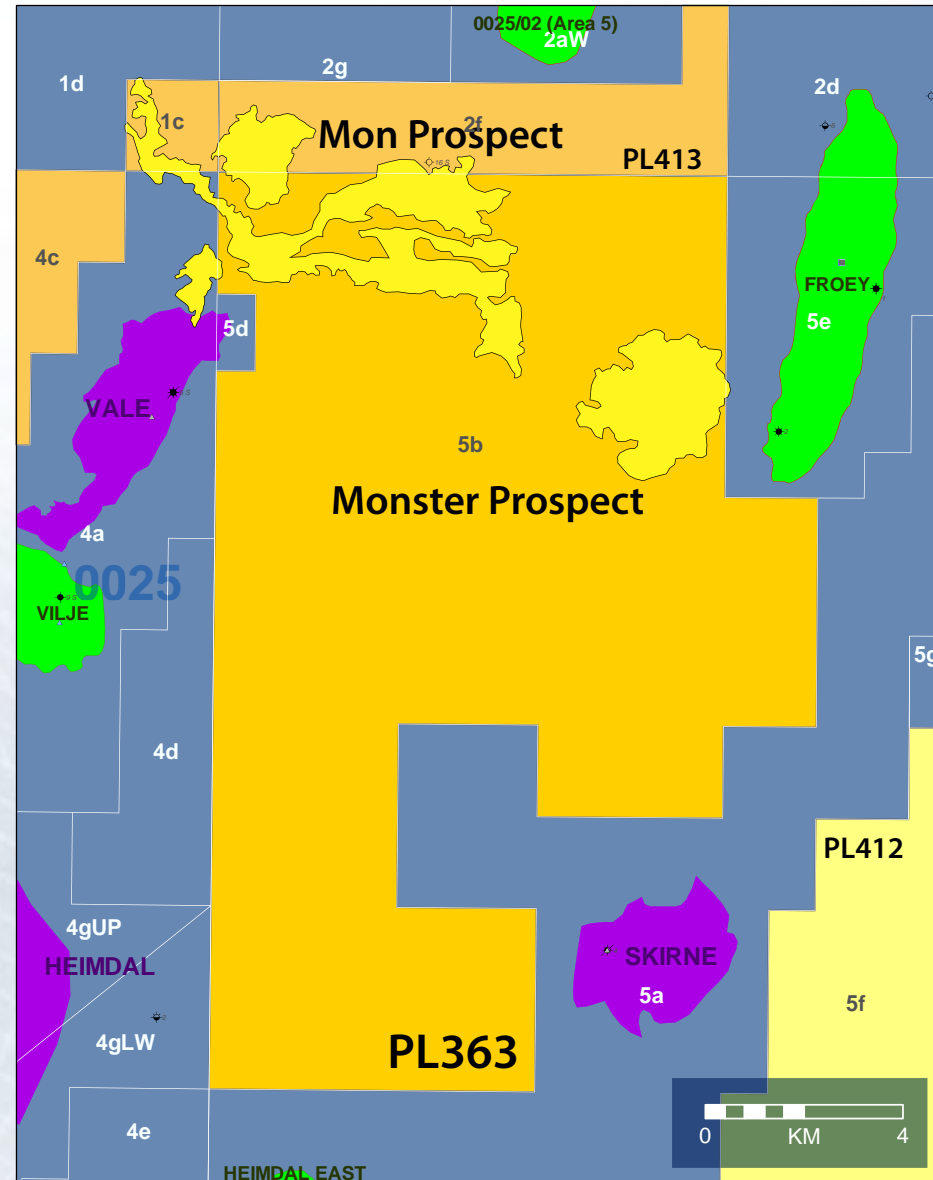 0025/02 (Area 5)
2aW
2g
1d
2d
1c
2f
Mon Prospect
PL413
16 S
4c
FROEY
5d
5e
VALE
5b
Monster Prospect
4a
0025
9 S
VILJE
5g
4d
PL412
4gUP
HEIMDAL
SKIRNE
5a
5f
4gLW
PL363
4e
0
KM
4
HEIMDAL EAST